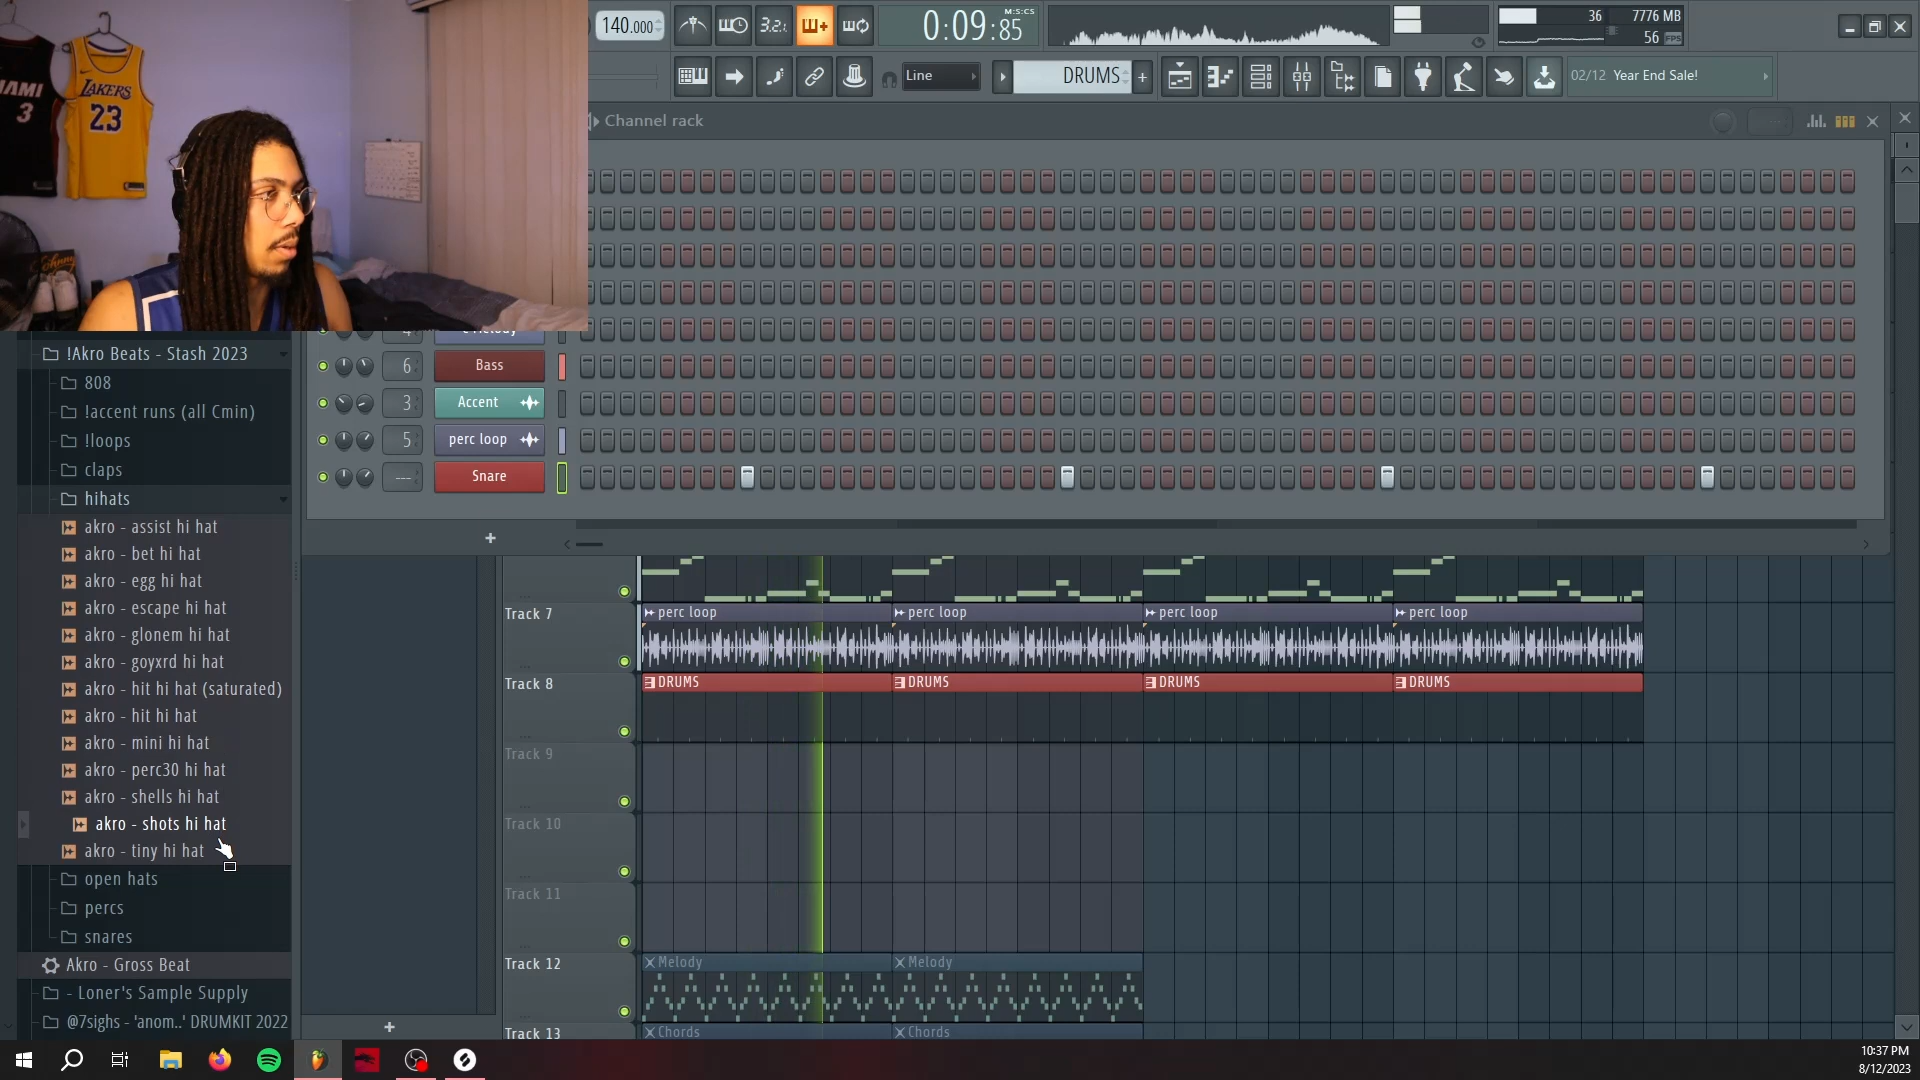 140.000
3.2.
0:09:85
M:S:CS
36
7776 MB
56
FPS
Line
DRUMS
02/12 Year End Sale!
Channel rack
AMI
3
LAKERS
23
Johnny
6
Bass
3
Accent
5
perc loop
---
Snare
!Akro Beats - Stash 2023
808
!accent runs (all Cmin)
!loops
claps
hihats
akro - assist hi hat
akro - bet hi hat
akro - egg hi hat
akro - escape hi hat
akro - glonem hi hat
akro - goyxrd hi hat
akro - hit hi hat (saturated)
akro - hit hi hat
akro - mini hi hat
akro - perc30 hi hat
akro - shells hi hat
akro - shots hi hat
akro - tiny hi hat
open hats
percs
snares
Akro - Gross Beat
- Loner's Sample Supply
@7sighs - 'anom..' DRUMKIT 2022
Track 7
perc loop
perc loop
perc loop
perc loop
Track 8
DRUMS
DRUMS
DRUMS
DRUMS
Track 9
Track 10
Track 11
Track 12
Melody
Melody
Track 13
Chords
Chords
10:37 PM
8/12/2023